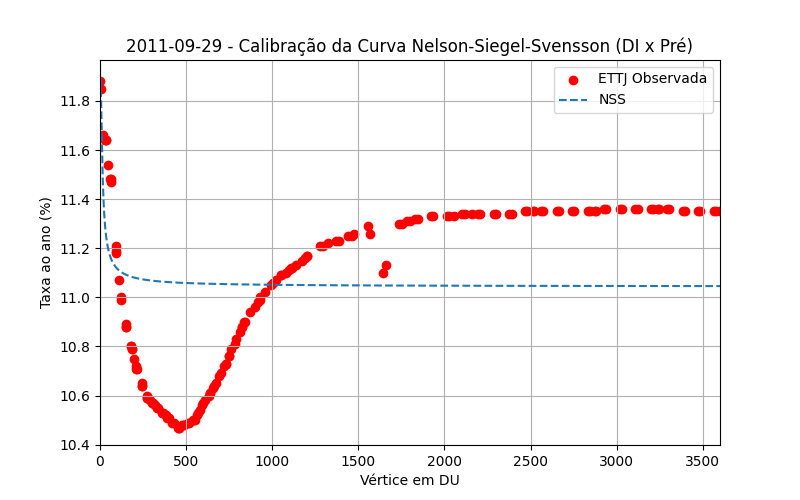 2011-09-29 - Calibração da Curva Nelson-Siegel-Svensson (DI x Pré)
ETTJ Observada
NSS
Taxa ao ano (%)
11.8
11.6
11.4
11.2
11.0
10.8
10.6
10.4
0 500 1000 1500 2000 2500 3000 3500
Vértice em DU